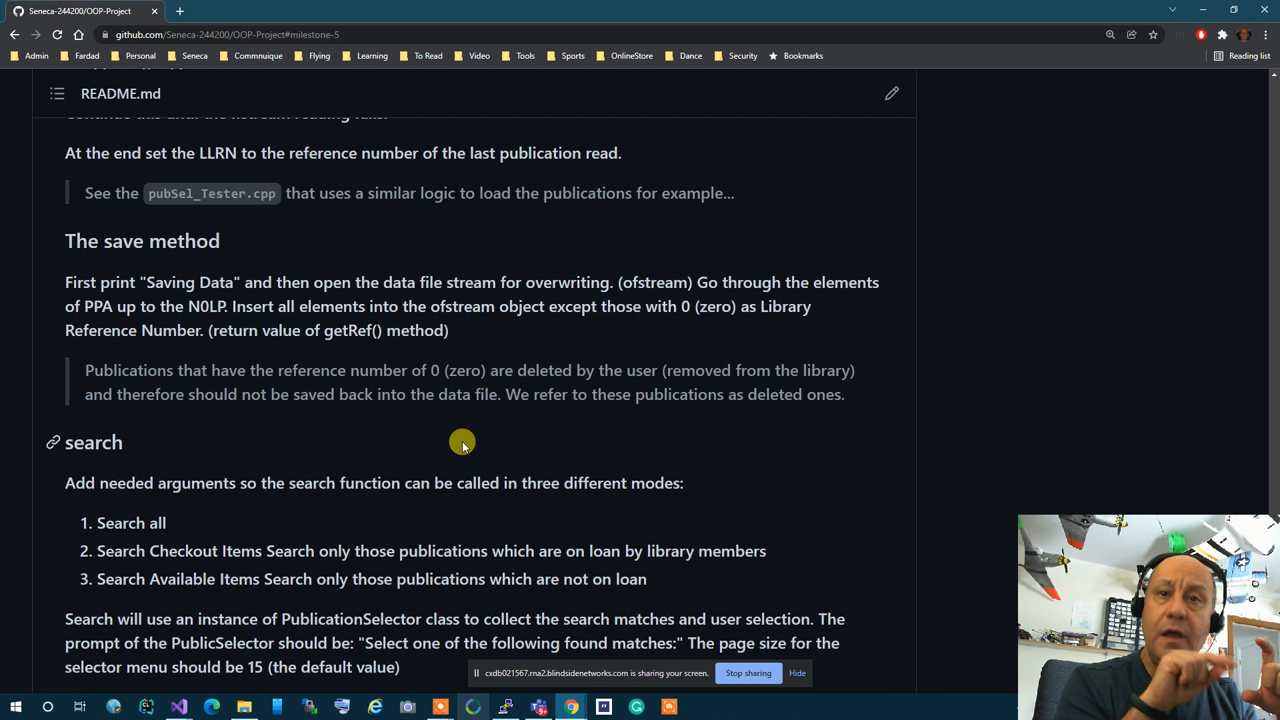 Seneca-244200/OOP-Project
github.com/Seneca-244200/OOP-Project#milestone-5
Admin Fardad Personal Seneca Commnuique Flying Learning To Read Video Tools Sports OnlineStore Dance Security Bookmarks Reading list
README.md
At the end set the LLRN to the reference number of the last publication read.
See the pubSel_Tester.cpp that uses a similar logic to load the publications for example...
The save method
First print "Saving Data" and then open the data file stream for overwriting. (ofstream) Go through the elements
of PPA up to the N0LP. Insert all elements into the ofstream object except those with 0 (zero) as Library
Reference Number. (return value of getRef() method)
Publications that have the reference number of 0 (zero) are deleted by the user (removed from the library)
and therefore should not be saved back into the data file. We refer to these publications as deleted ones.
search
Add needed arguments so the search function can be called in three different modes:
1. Search all
2. Search Checkout Items Search only those publications which are on loan by library members
3. Search Available Items Search only those publications which are not on loan
Search will use an instance of PublicationSelector class to collect the search matches and user selection. The
prompt of the PublicSelector should be: "Select one of the following found matches:" The page size for the
selector menu should be 15 (the default value)
cxdb021567.rna2.blindsidenetworks.com is sharing your screen. Stop sharing Hide